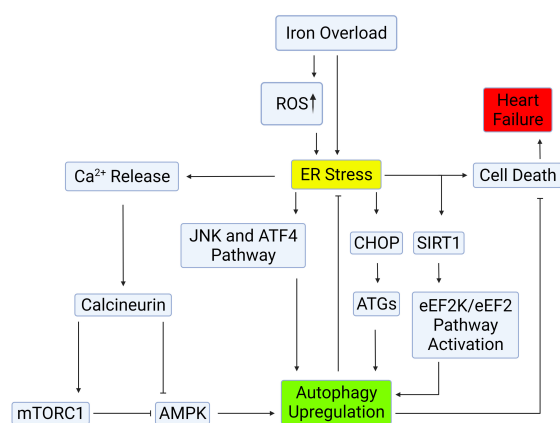 Iron Overload
ROS
Heart
Failure
Ca²⁺ Release
ER Stress
Cell Death
JNK and ATF4
Pathway
CHOP
SIRT1
Calcineurin
ATGs
eEF2K/eEF2
Pathway
Activation
Autophagy
Upregulation
mTORC1
AMPK